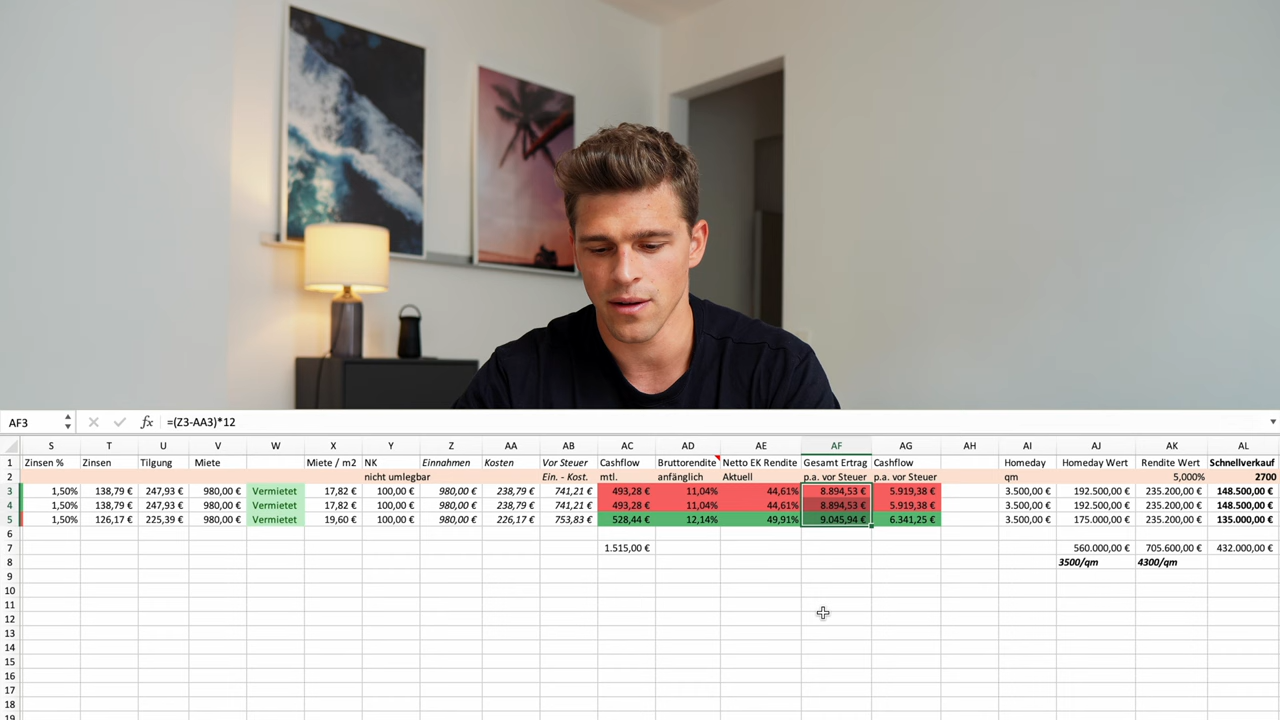 AF3 fx =(Z3-AA3)*12
S T U V W X Y Z AA AB AC AD AE AF AG AH AI AJ AK AL
1 Zinsen % Zinsen Tilgung Miete Miete / m2 NK Einnahmen Kosten Vor Steuer Cashflow Bruttorendite Netto EK Rendite Gesamt Ertrag Cashflow Homeday Homeday Wert Rendite Wert Schnellverkauf
2 nicht umlegbar Ein. - Kost. mtl. anfänglich Aktuell p.a. vor Steuer p.a. vor Steuer qm 5,000% 2700
3 1,50% 138,79 € 247,93 € 980,00 € Vermietet 17,82 € 100,00 € 980,00 € 238,79 € 741,21 € 493,28 € 11,04% 44,61% 8.894,53 € 5.919,38 € 3.500,00 € 192.500,00 € 235.200,00 € 148.500,00 €
4 1,50% 138,79 € 247,93 € 980,00 € Vermietet 17,82 € 100,00 € 980,00 € 238,79 € 741,21 € 493,28 € 11,04% 44,61% 8.894,53 € 5.919,38 € 3.500,00 € 192.500,00 € 235.200,00 € 148.500,00 €
5 1,50% 126,17 € 225,39 € 980,00 € Vermietet 19,60 € 100,00 € 980,00 € 226,17 € 753,83 € 528,44 € 12,14% 49,91% 9.045,94 € 6.341,25 € 3.500,00 € 175.000,00 € 235.200,00 € 135.000,00 €
6
7 1.515,00 € 560.000,00 € 705.600,00 € 432.000,00 €
8 3500/qm 4300/qm
9
10
11
12
13
14
15
16
17
18
19